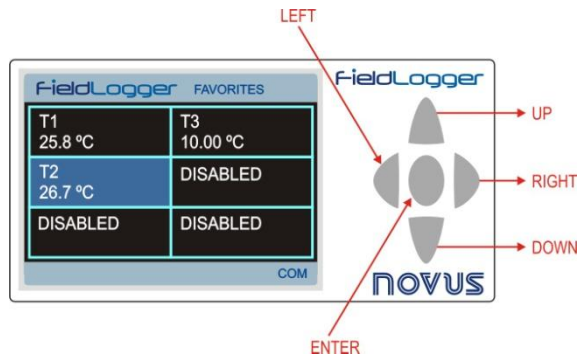 LEFT
FieldLogger FAVORITES
T1
25.8 ºC
T3
10.00 ºC
T2
26.7 ºC
DISABLED
DISABLED
DISABLED
COM
FieldLogger
UP
RIGHT
DOWN
NOVUS
ENTER